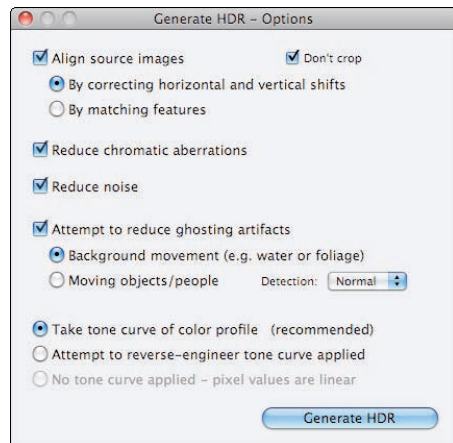 Generate HDR – Options
Align source images Don't crop
By correcting horizontal and vertical shifts
By matching features
Reduce chromatic aberrations
Reduce noise
Attempt to reduce ghosting artifacts
Background movement (e.g. water or foliage)
Moving objects/people Detection: Normal
Take tone curve of color profile (recommended)
Attempt to reverse-engineer tone curve applied
No tone curve applied – pixel values are linear
Generate HDR